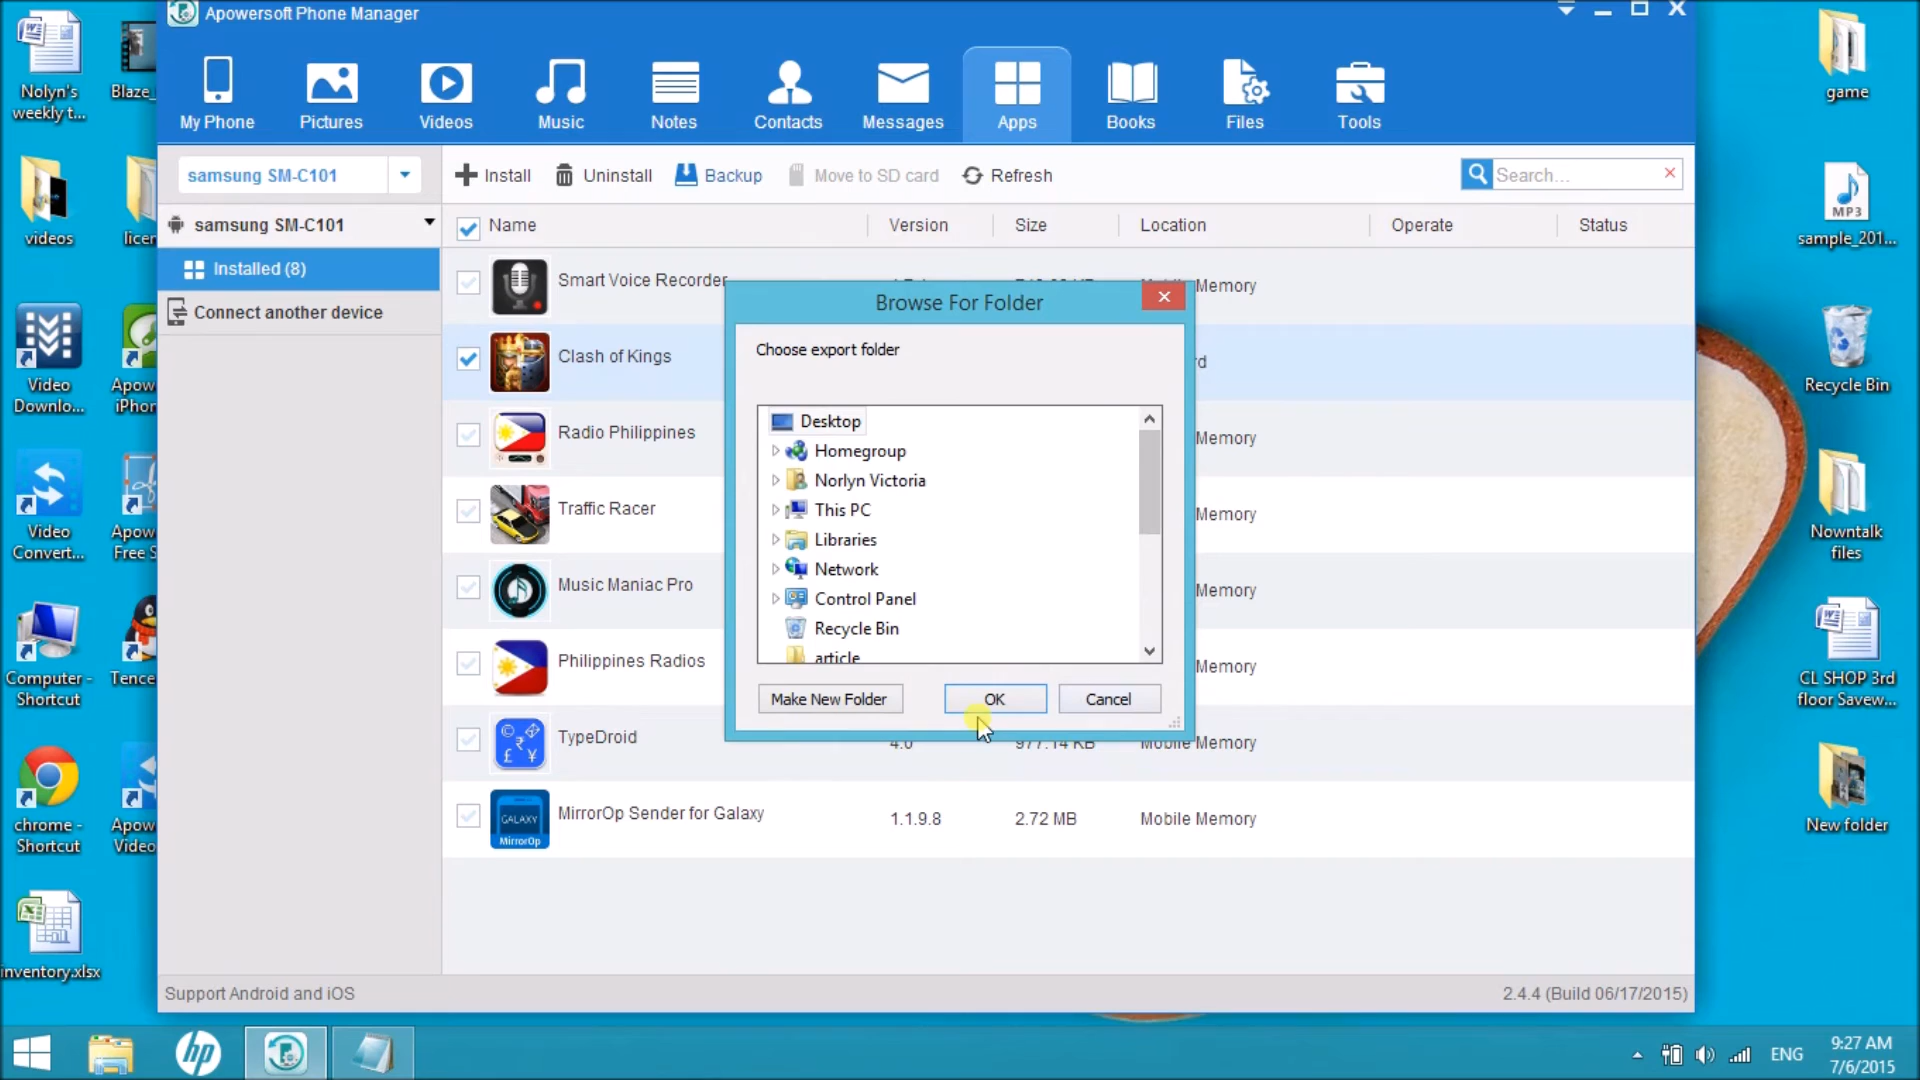 Apowersoft Phone Manager
My Phone
Pictures
Videos
Music
Notes
Contacts
Messages
Apps
Books
Files
Tools
samsung SM-C101
Install
Uninstall
Backup
Move to SD card
Refresh
Search...
samsung SM-C101
Installed (8)
Connect another device
Name
Version
Size
Location
Operate
Status
Smart Voice Recorder
Memory
Clash of Kings
Radio Philippines
Memory
Traffic Racer
Memory
Music Maniac Pro
Memory
Philippines Radios
Memory
TypeDroid
4.0
977.14 KB
Mobile Memory
GALAXY
MirrorOp
MirrorOp Sender for Galaxy
1.1.9.8
2.72 MB
Mobile Memory
Browse For Folder
Choose export folder
Desktop
Homegroup
Norlyn Victoria
This PC
Libraries
Network
Control Panel
Recycle Bin
article
Make New Folder
OK
Cancel
Support Android and iOS
2.4.4 (Build 06/17/2015)
Nolyn's
weekly t...
Blaze_
videos
licen
Video
Downlo...
Apow
iPhor
Video
Convert...
Apow
Free S
Computer -
Shortcut
Tence
chrome -
Shortcut
Apow
Video
inventory.xlsx
game
MP3
sample_201...
Recycle Bin
Nowntalk
files
CL SHOP 3rd
floor Savew...
New folder
hp
ENG
9:27 AM
7/6/2015